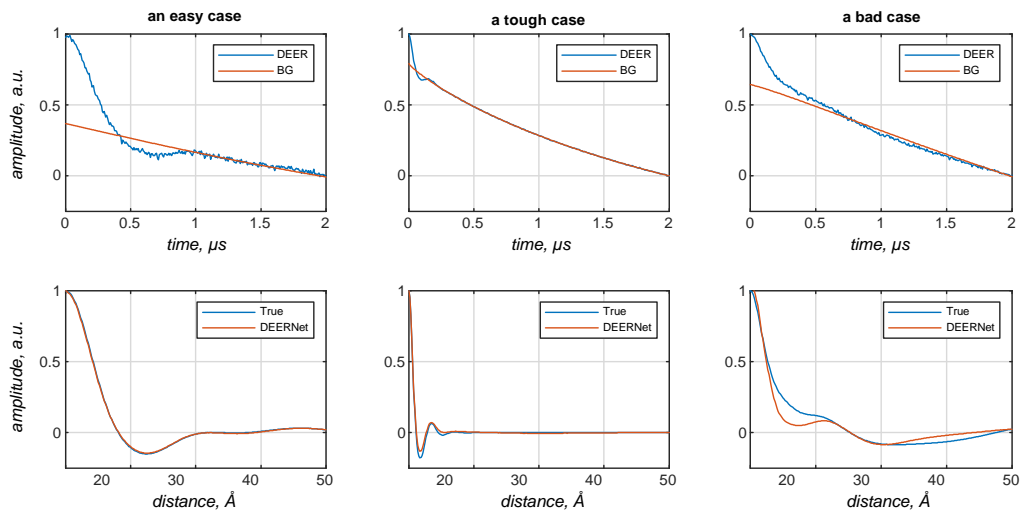 an easy case
a tough case
a bad case
amplitude, a.u.
1
0.5
0
DEER
BG
0 0.5 1 1.5 2
time, μs
1
0.5
0
DEER
BG
0 0.5 1 1.5 2
time, μs
1
0.5
0
DEER
BG
0 0.5 1 1.5 2
time, μs
amplitude, a.u.
1
0.5
0
True
DEERNet
20 30 40 50
distance, Å
1
0.5
0
True
DEERNet
20 30 40 50
distance, Å
1
0.5
0
True
DEERNet
20 30 40 50
distance, Å